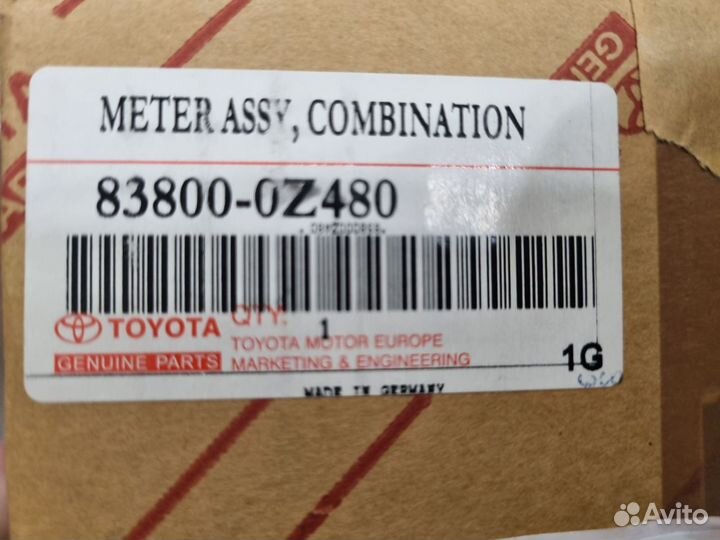 METER ASSY, COMBINATION
83800-0Z480
TOYOTA
GENUINE PARTS
QTY:
1
TOYOTA MOTOR EUROPE
MARKETING & ENGINEERING
1G
MADE IN GERMANY
Avito